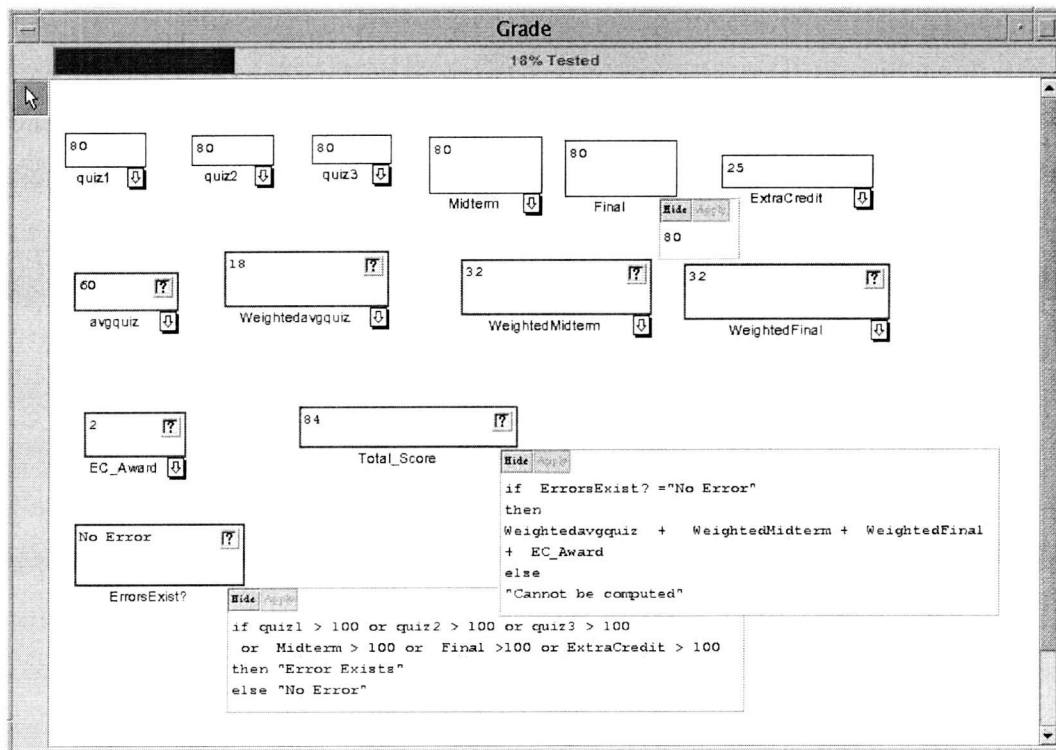 Grade
18% Tested
80
80
80
80
80
25
quiz1
quiz2
quiz3
Midterm
Final
ExtraCredit
Hide Apply
80
60 ?
18 ?
32 ?
32 ?
avgquiz
Weightedavgquiz
WeightedMidterm
WeightedFinal
2 ?
84 ?
EC_Award
Total_Score
Hide Apply
if ErrorsExist? ="No Error"
then
Weightedavgquiz + WeightedMidterm + WeightedFinal
+ EC_Award
else
"Cannot be computed"
No Error ?
ErrorsExist?
Hide Apply
if quiz1 > 100 or quiz2 > 100 or quiz3 > 100
or Midterm > 100 or Final >100 or ExtraCredit > 100
then "Error Exists"
else "No Error"